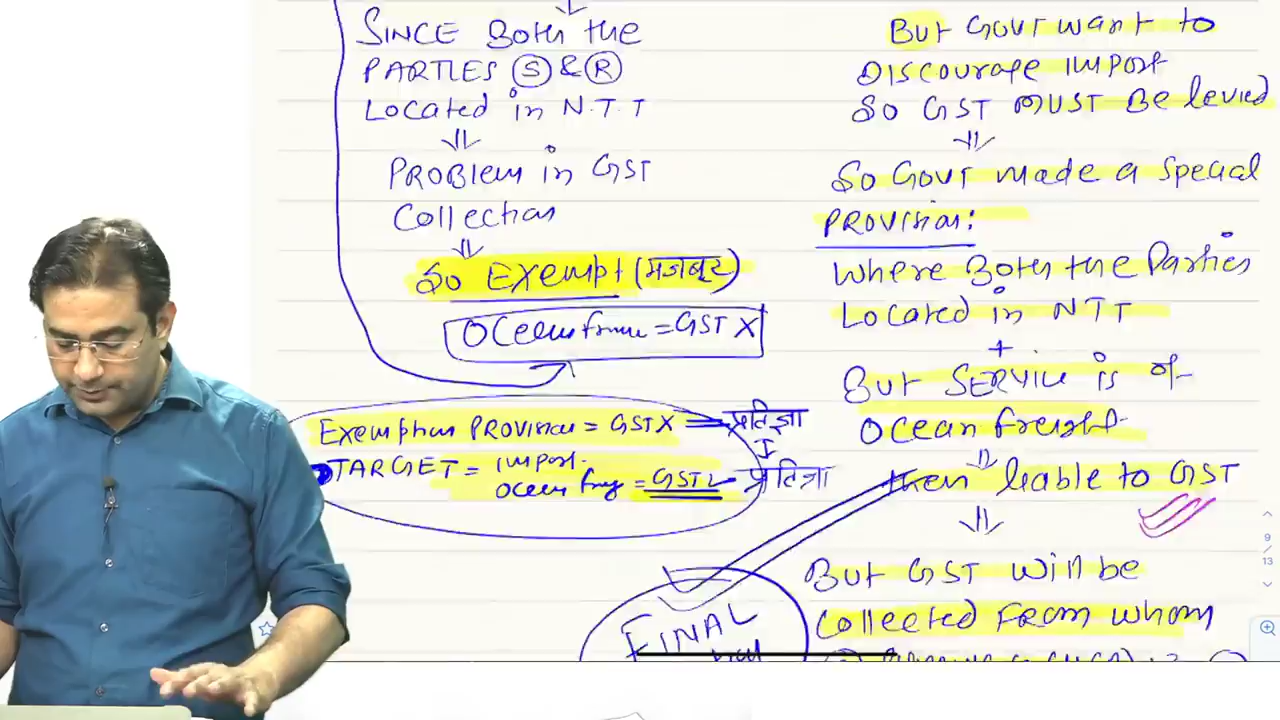 SINCE Both the
PARTIES (S) & (R)
Located in N.T.T
PROBlem in GST
Collection
So Exempt (मजबूर)
Ocean = GST X
Exemption PROVISION = GST X प्रतिज्ञा
TARGET = import
Ocean = GST ✓ प्रतिज्ञा
FINAL
But Govt want to
DISCOURAGE import
So GST MUST Be levied
So Govt made a special
PROVISION:
Where Both the Parties
Located in NTT
+
But SERVICE is of
Ocean freight
then liable to GST
But GST will be
collected From whom
9
/
13